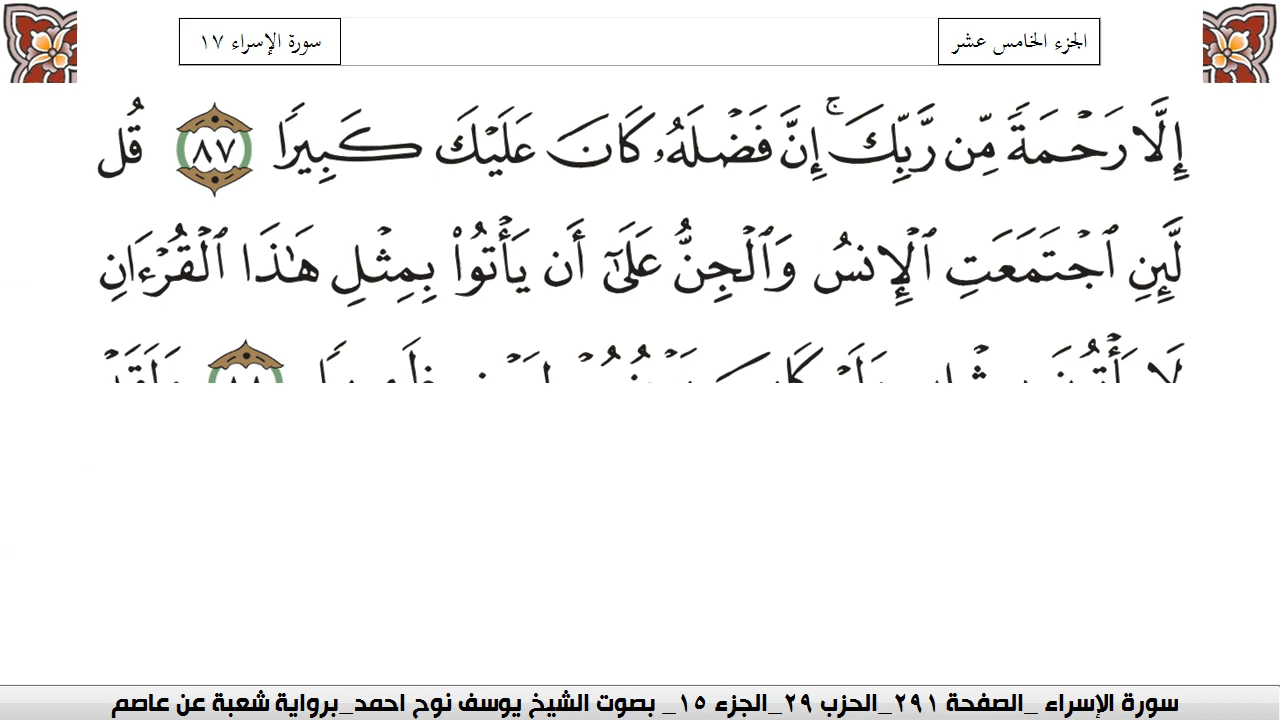 الجزء الخامس عشر
سورة الإسراء ١٧
إِلَّا رَحْمَةً مِّن رَّبِّكَ ۚ إِنَّ فَضْلَهُۥ كَانَ عَلَيْكَ كَبِيرًا ٨٧ قُل
لَّئِنِ ٱجْتَمَعَتِ ٱلْإِنسُ وَٱلْجِنُّ عَلَىٰٓ أَن يَأْتُوا۟ بِمِثْلِ هَٰذَا ٱلْقُرْءَانِ
سورة الإسراء _الصفحة ٢٩١_الحزب ٢٩_الجزء ١٥_ بصوت الشيخ يوسف نوح احمد_برواية شعبة عن عاصم